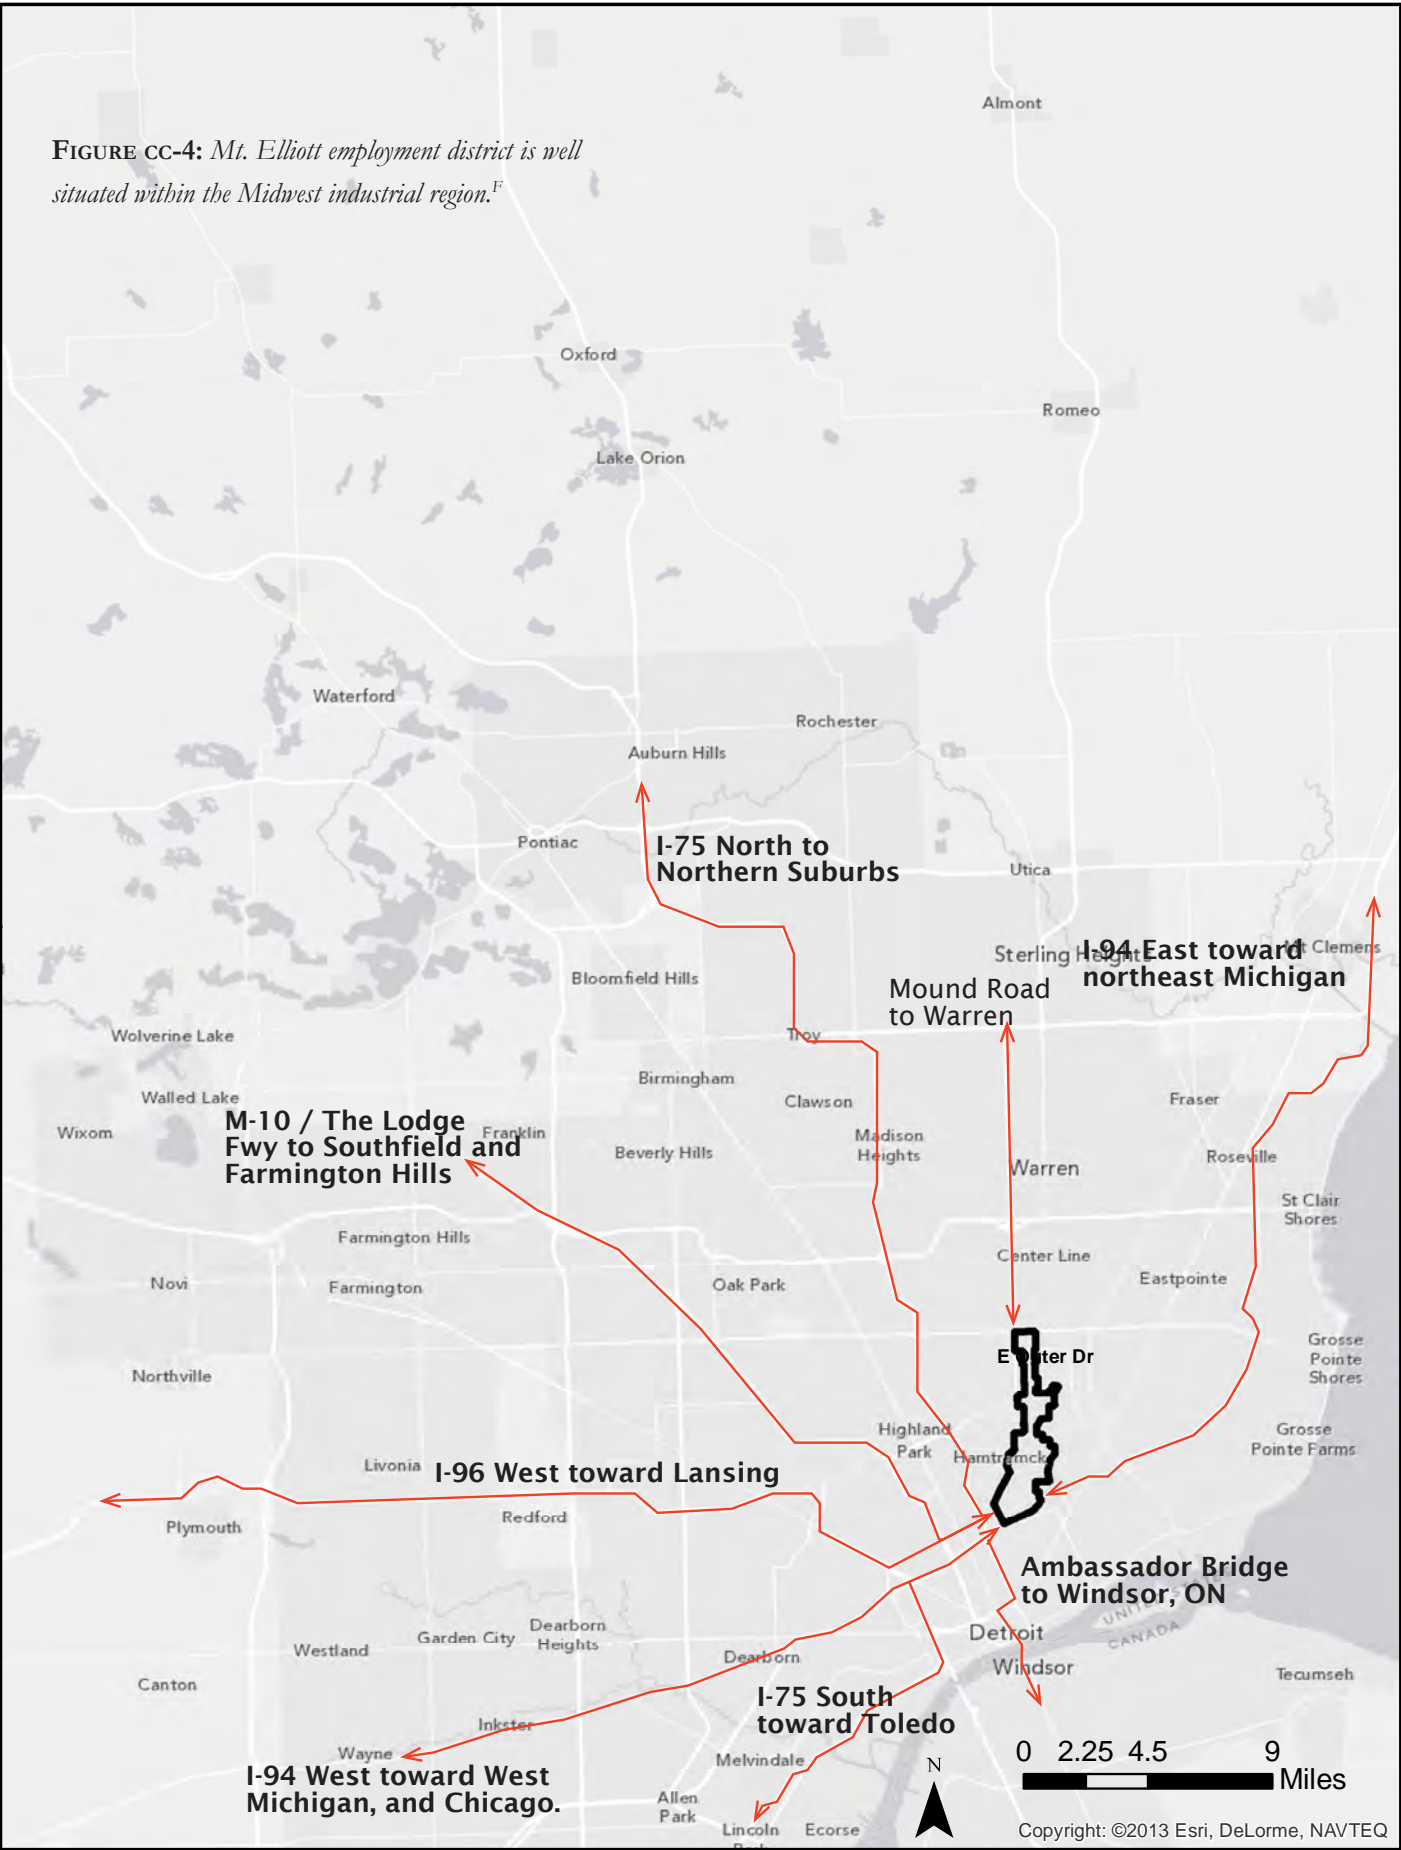 Almont
FIGURE CC-4: Mt. Elliott employment district is well
situated within the Midwest industrial region.F
Oxford
Romeo
Lake Orion
Waterford
Rochester
Auburn Hills
Pontiac
I-75 North to
Northern Suburbs
Utica
Sterling Heights
I-94 East toward
northeast Michigan
Mt Clemens
Bloomfield Hills
Mound Road
to Warren
Wolverine Lake
Troy
Birmingham
Walled Lake
Clawson
Fraser
M-10 / The Lodge
Fwy to Southfield and
Farmington Hills
Wixom
Franklin
Madison
Heights
Beverly Hills
Warren
Roseville
St Clair
Shores
Farmington Hills
Center Line
Novi
Farmington
Oak Park
Eastpointe
E Outer Dr
Grosse
Pointe
Shores
Northville
Highland
Park
Grosse
Pointe Farms
Hamtramck
Livonia
I-96 West toward Lansing
Plymouth
Redford
Ambassador Bridge
to Windsor, ON
UNITED STATES
CANADA
Dearborn
Heights
Garden City
Westland
Detroit
Dearborn
Windsor
Tecumseh
Canton
I-75 South
toward Toledo
Inkster
Wayne
Melvindale
I-94 West toward West
Michigan, and Chicago.
N
0 2.25 4.5 9
Miles
Allen
Park
Lincoln
Park
Ecorse
Copyright: ©2013 Esri, DeLorme, NAVTEQ